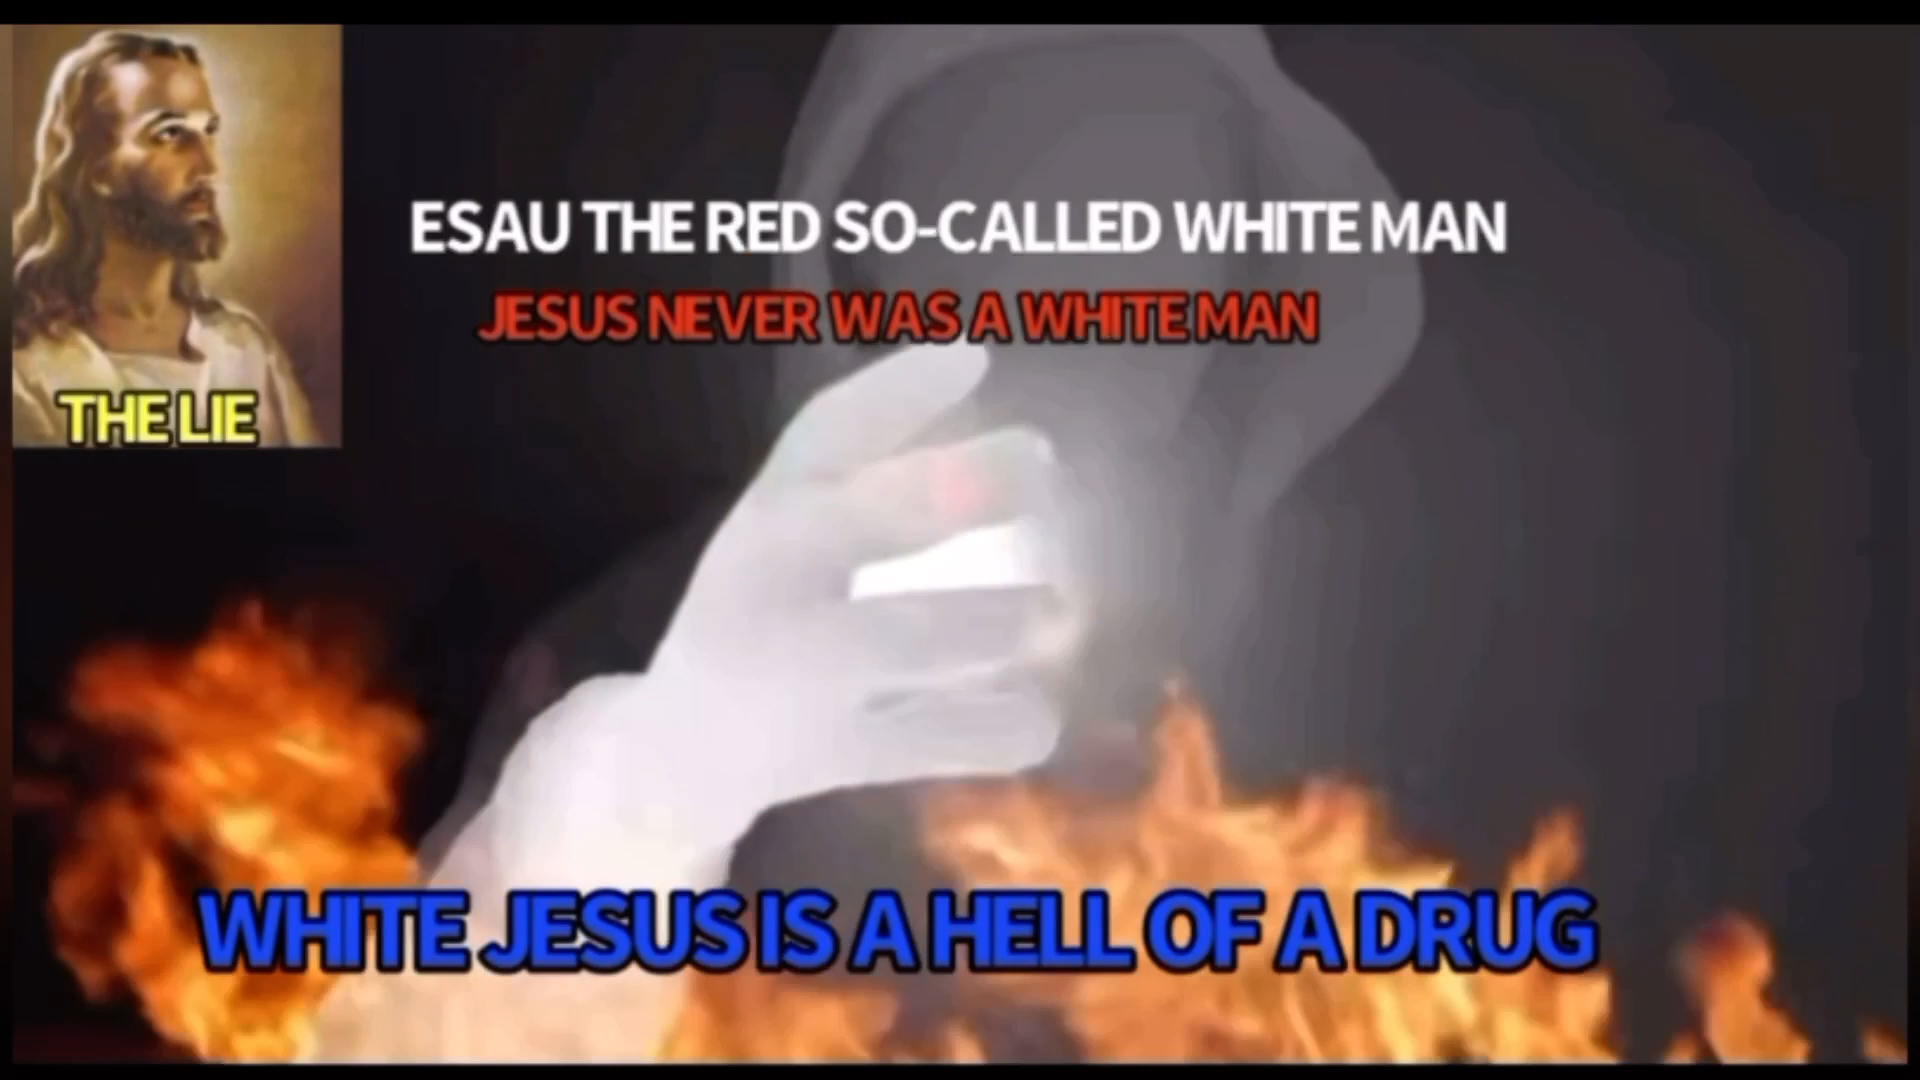 ESAU THE RED SO-CALLED WHITE MAN
JESUS NEVER WAS A WHITE MAN
THE LIE
WHITE JESUS IS A HELL OF A DRUG